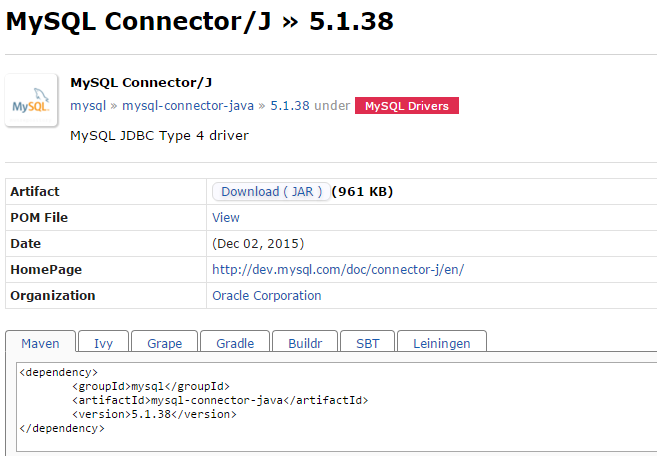 MySQL Connector/J » 5.1.38
MySQL
MySQL Connector/J
mysql » mysql-connector-java » 5.1.38 under MySQL Drivers
MySQL JDBC Type 4 driver
Artifact Download ( JAR ) (961 KB)
POM File View
Date (Dec 02, 2015)
HomePage http://dev.mysql.com/doc/connector-j/en/
Organization Oracle Corporation
Maven Ivy Grape Gradle Buildr SBT Leiningen
<dependency>
<groupId>mysql</groupId>
<artifactId>mysql-connector-java</artifactId>
<version>5.1.38</version>
</dependency>